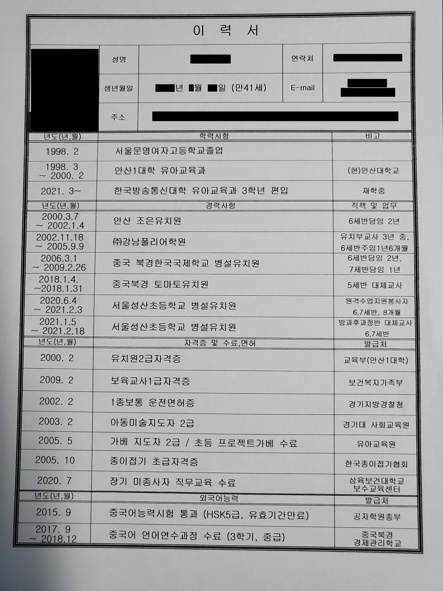 이 력 서
성명
연락처
생년월일
년 월 일 (만41세)
E-mail
주소
년도(년,월) 학력사항 비고
1998. 2 서울문영여자고등학교졸업
1998. 3 ~ 2000. 2 안산1대학 유아교육과 (현)안산대학교
2021. 3~ 한국방송통신대학 유아교육과 3학년 편입 재학중
년도(년,월) 경력사항 직책 및 업무
2000.3.7 ~ 2002.1.4 안산 조은유치원 6세반담임 2년
2002.11.18 ~ 2005.9.9 ㈜강남폴리어학원 유치부교사 3년 중,
6세반주임1년6개월
2006.3.1 ~ 2009.2.26 중국 북경한국국제학교 병설유치원 6세반담임 2년,
7세반담임 1년
2018.1.4. ~2018.1.31 중국북경 토마토유치원 5세반 대체교사
2020.6.4 ~ 2021.2.3 서울성산초등학교 병설유치원 원격수업지원봉사자
6,7세반, 8개월
2021.1.5 ~ 2021.2.18 서울성산초등학교 병설유치원 방과후과정반 대체교사
6,7세반
년도(년,월) 자격증 및 수료,면허 발급처
2000. 2 유치원2급자격증 교육부(안산1대학)
2009. 2 보육교사1급자격증 보건복지가족부
2002. 2 1종보통 운전면허증 경기지방경찰청
2003. 2 아동미술지도자 2급 경기대 사회교육원
2005. 5 가베 지도자 2급 / 초등 프로젝트가베 수료 유아교육원
2005. 10 종이접기 초급자격증 한국종이접기협회
2020. 7 장기 미종사자 직무교육 수료 삼육보건대학교
보수교육센터
년도(년,월) 외국어능력 발급처
2015. 9 중국어능력시험 통과 (HSK5급, 유효기간만료) 공자학원총부
2017. 9 ~ 2018.12 중국어 언어연수과정 수료 (3학기, 중급) 중국북경
경제관리학교